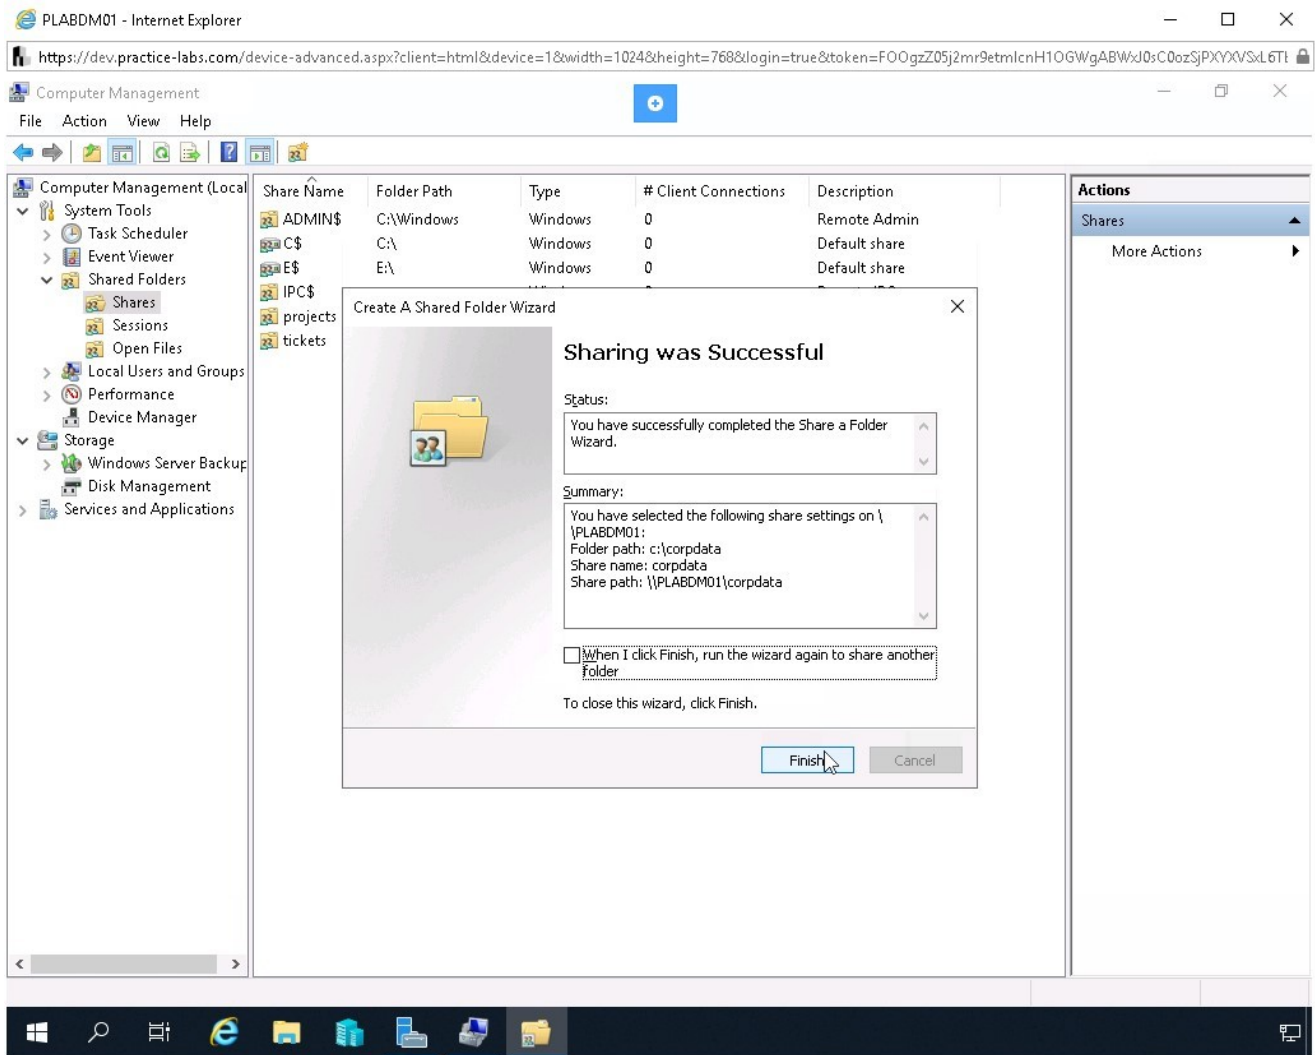 PLABDM01 - Internet Explorer
https://dev.practice-labs.com/device-advanced.aspx?client=html&device=1&width=1024&height=768&login=true&token=
Computer Management
File Action View Help
Computer Management (Local
System Tools
Task Scheduler
Event Viewer
Shared Folders
Shares
Sessions
Open Files
Local Users and Groups
Performance
Device Manager
Storage
Windows Server Backup
Disk Management
Services and Applications
Share Name Folder Path Type # Client Connections Description
ADMIN$ C:\Windows Windows 0 Remote Admin
C$ C:\ Windows 0 Default share
E$ E:\ Windows 0 Default share
IPC$
projects
tickets
Actions
Shares
More Actions
Create A Shared Folder Wizard
Sharing was Successful
Status:
You have successfully completed the Share a Folder
Wizard.
Summary:
You have selected the following share settings on \
\PLABDM01:
Folder path: c:\corpdata
Share name: corpdata
Share path: \\PLABDM01\corpdata
When I click Finish, run the wizard again to share another
folder
To close this wizard, click Finish.
Finish Cancel